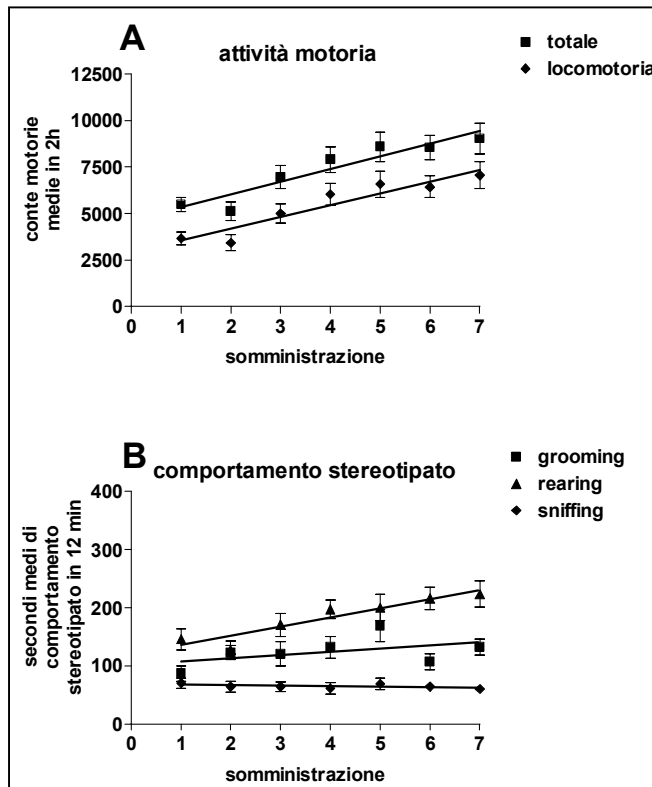 A
attività motoria
totale
locomotoria
conte motorie
medie in 2h
12500
10000
7500
5000
2500
0
0 1 2 3 4 5 6 7
somministrazione
B
comportamento stereotipato
grooming
rearing
sniffing
secondi medi di
comportamento
stereotipato in 12 min
400
300
200
100
0
0 1 2 3 4 5 6 7
somministrazione